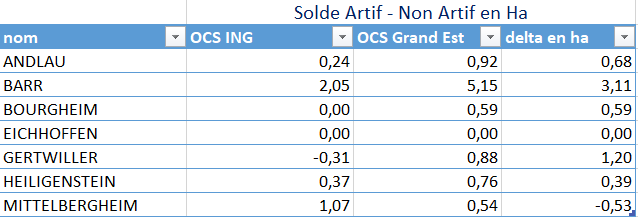 Solde Artif - Non Artif en Ha
nom OCS ING OCS Grand Est delta en ha
ANDLAU 0,24 0,92 0,68
BARR 2,05 5,15 3,11
BOURGHEIM 0,00 0,59 0,59
EICHHOFFEN 0,00 0,00 0,00
GERTWILLER -0,31 0,88 1,20
HEILIGENSTEIN 0,37 0,76 0,39
MITTELBERGHEIM 1,07 0,54 -0,53